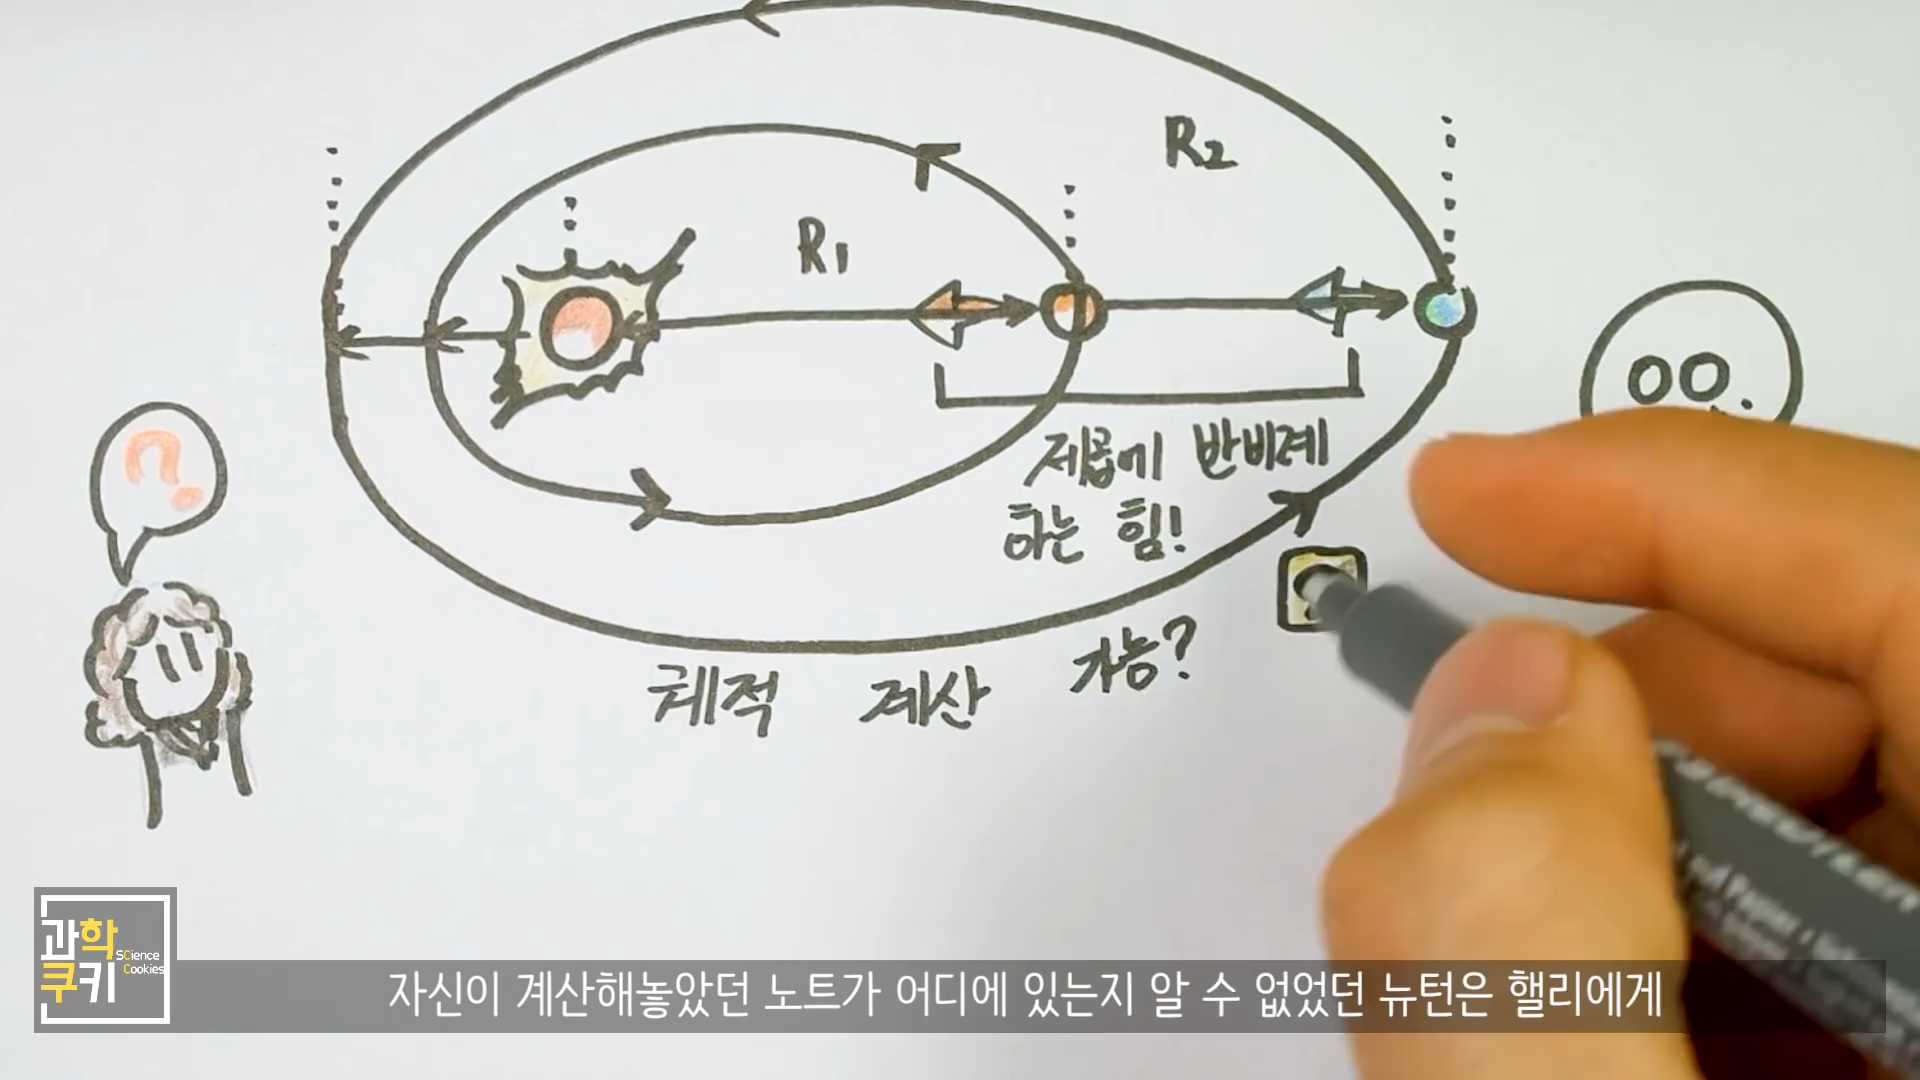 R2
R1
OQ.
제곱에 반비례
하는 힘!
궤적 계산 가능?
과학
쿠키
SCience
Cookies
자신이 계산해놓았던 노트가 어디에 있는지 알 수 없었던 뉴턴은 핼리에게